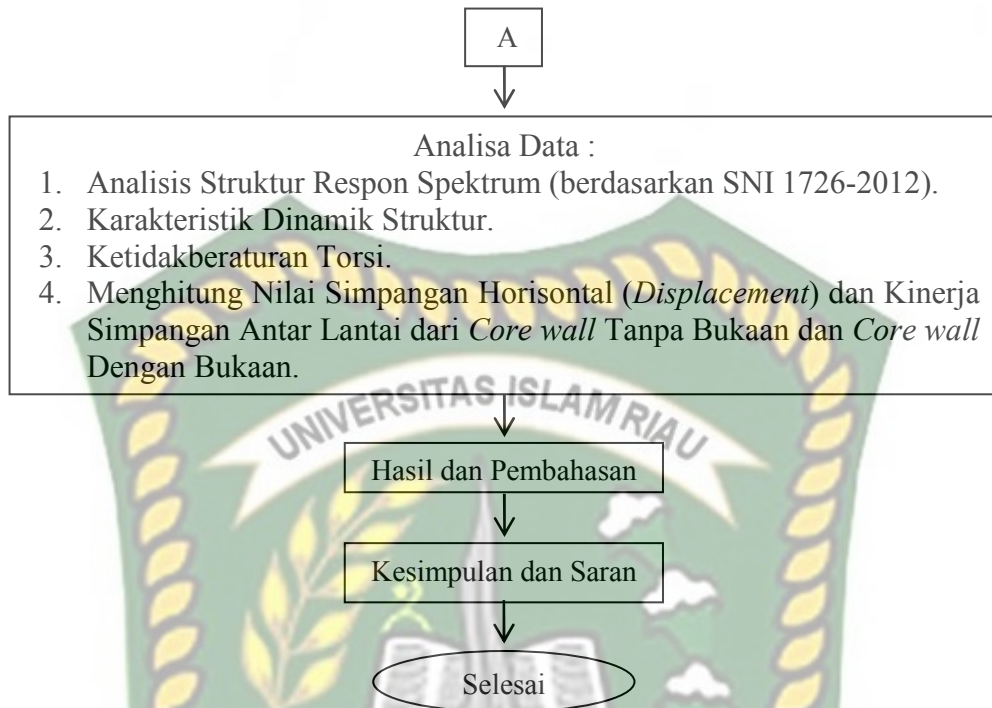 A
Analisa Data :
1. Analisis Struktur Respon Spektrum (berdasarkan SNI 1726-2012).
2. Karakteristik Dinamik Struktur.
3. Ketidakberaturan Torsi.
4. Menghitung Nilai Simpangan Horisontal (Displacement) dan Kinerja
Simpangan Antar Lantai dari Core wall Tanpa Bukaan dan Core wall
Dengan Bukaan.
UNIVERSITAS ISLAM RIAU
Hasil dan Pembahasan
Kesimpulan dan Saran
Selesai